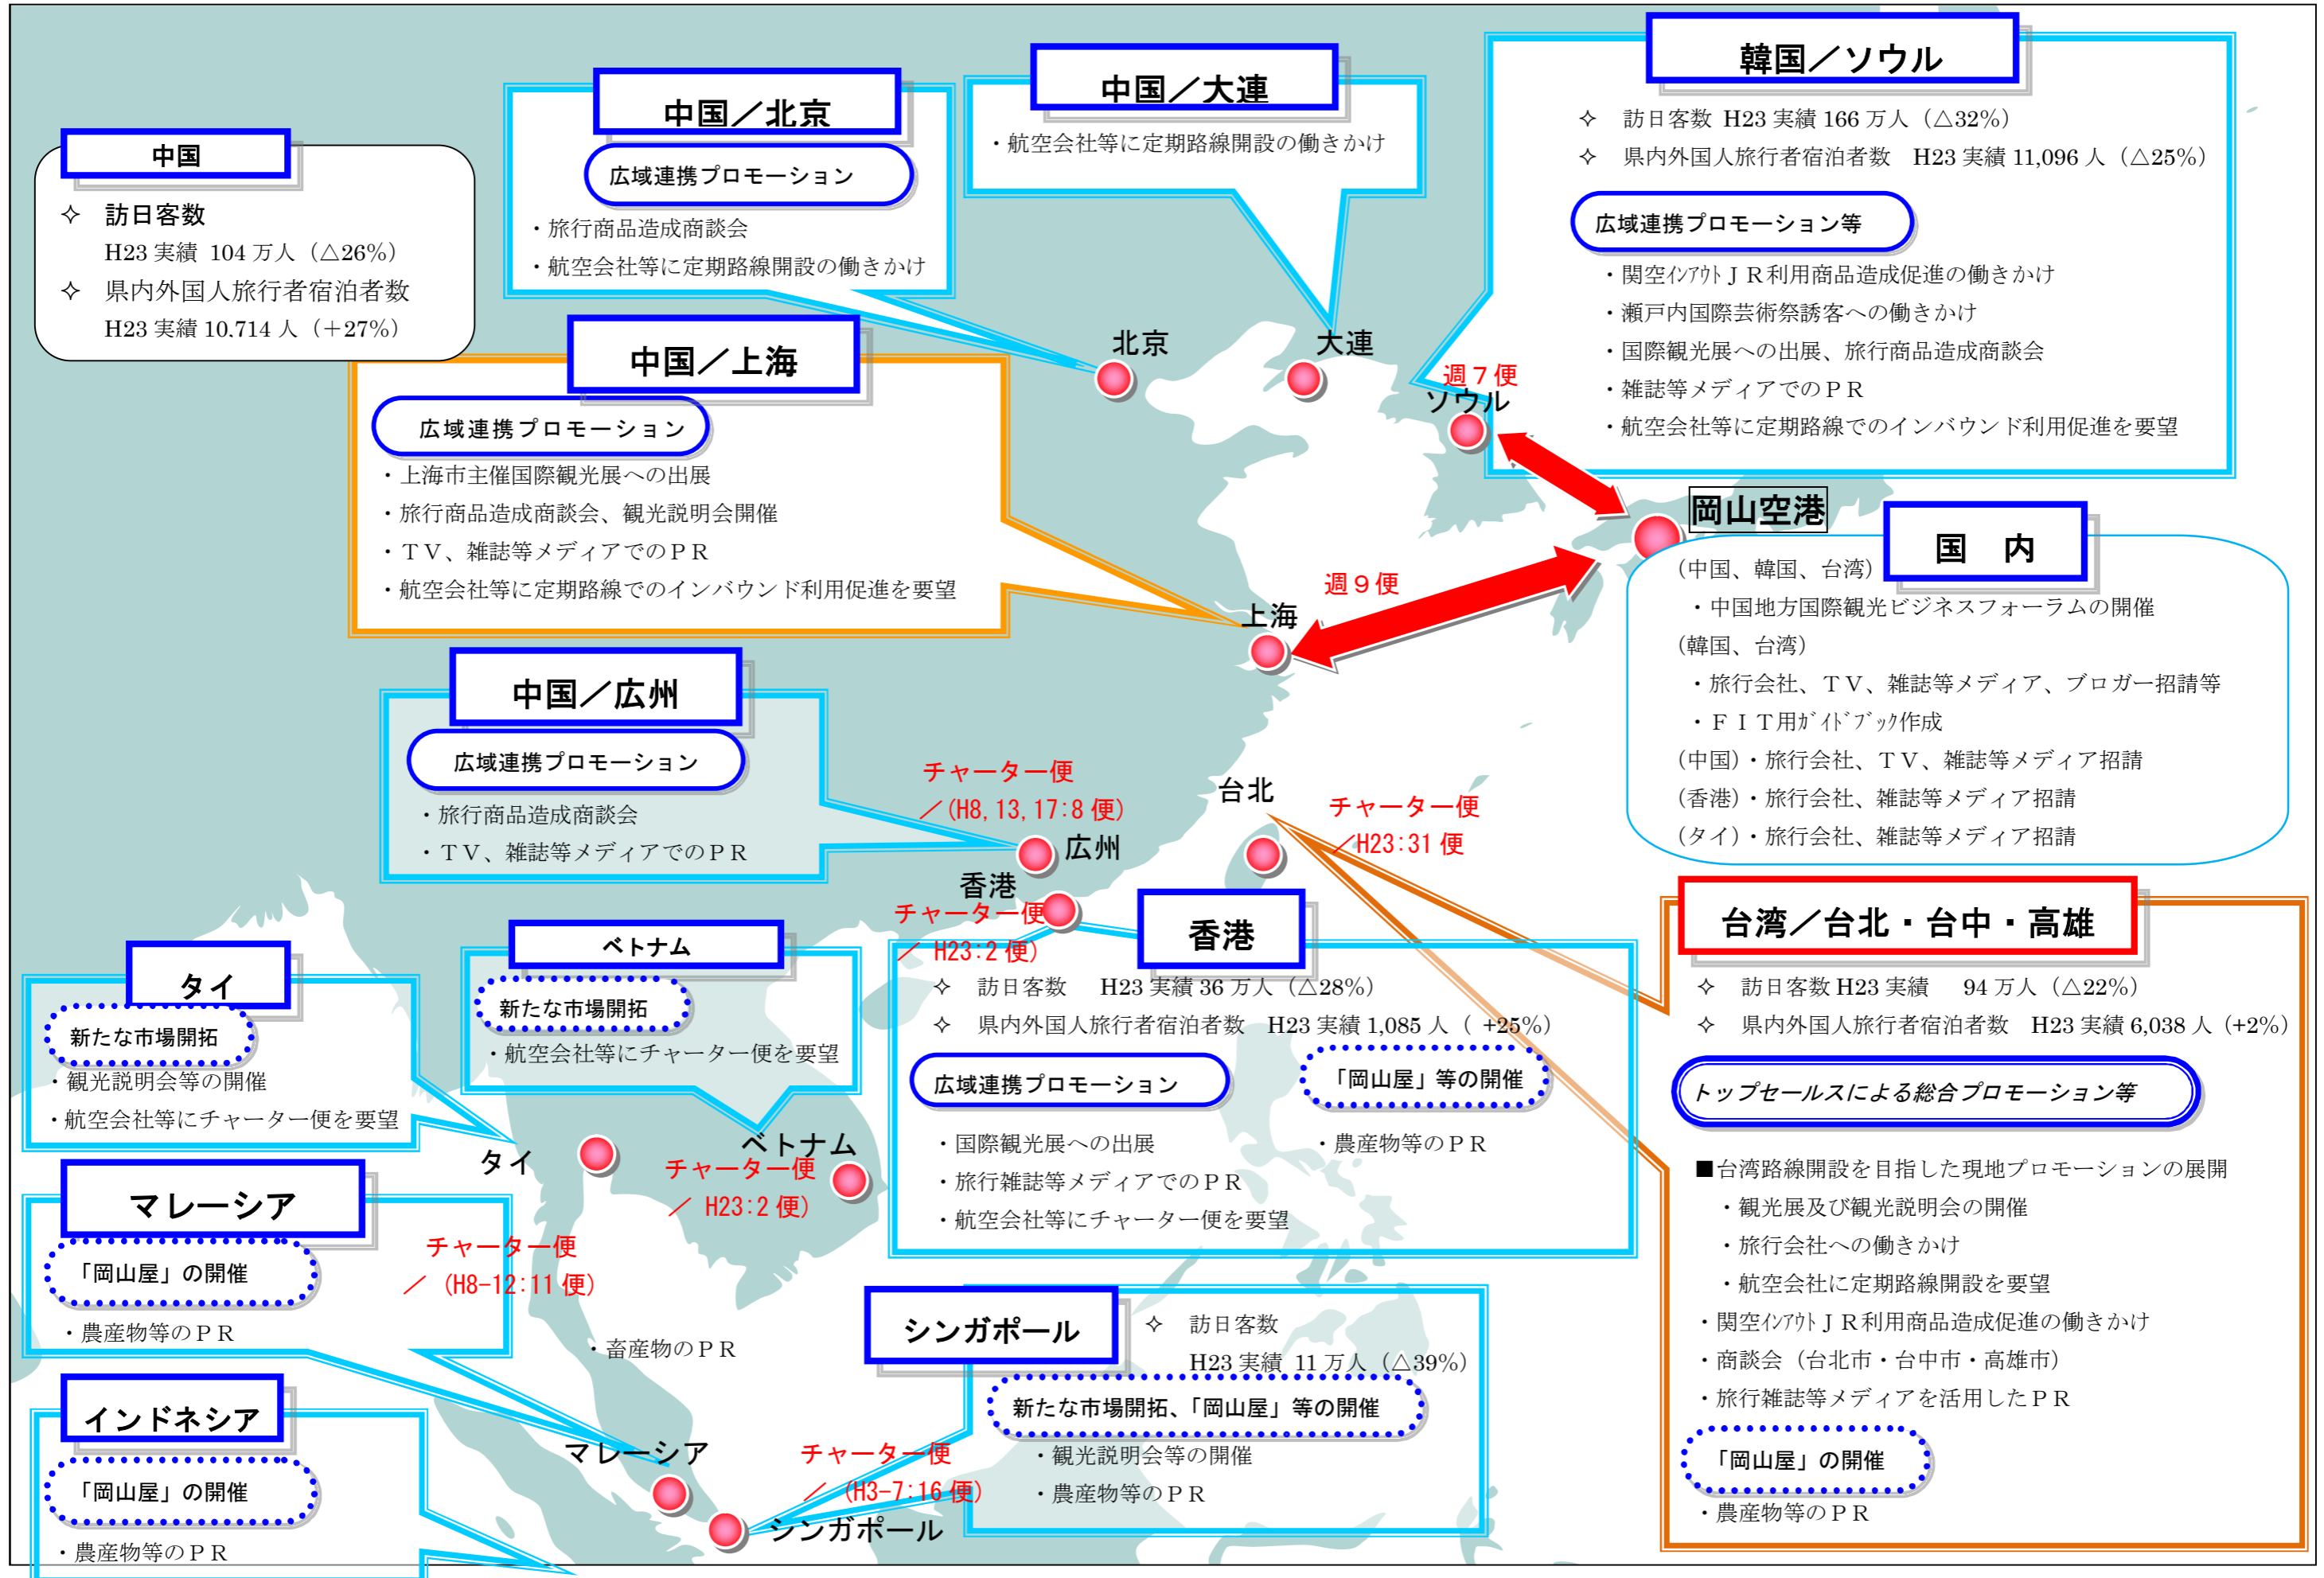 中国
✧ 訪日客数
H23 実績 104 万人（△26%）
✧ 県内外国人旅行者宿泊者数
H23 実績 10,714 人（＋27%）
中国／北京
広域連携プロモーション
・旅行商品造成商談会
・航空会社等に定期路線開設の働きかけ
中国／大連
・航空会社等に定期路線開設の働きかけ
韓国／ソウル
✧ 訪日客数 H23 実績 166 万人（△32%）
✧ 県内外国人旅行者宿泊者数 H23 実績 11,096 人（△25%）
広域連携プロモーション等
・関空ｲﾝｱｳﾄＪＲ利用商品造成促進の働きかけ
・瀬戸内国際芸術祭誘客への働きかけ
・国際観光展への出展、旅行商品造成商談会
・雑誌等メディアでのＰＲ
・航空会社等に定期路線でのインバウンド利用促進を要望
中国／上海
広域連携プロモーション
・上海市主催国際観光展への出展
・旅行商品造成商談会、観光説明会開催
・ＴＶ、雑誌等メディアでのＰＲ
・航空会社等に定期路線でのインバウンド利用促進を要望
北京
大連
週７便
ソウル
岡山空港
週９便
上海
国 内
(中国、韓国、台湾)
・中国地方国際観光ビジネスフォーラムの開催
(韓国、台湾)
・旅行会社、ＴＶ、雑誌等メディア、ブロガー招請等
・ＦＩＴ用ｶﾞｲﾄﾞﾌﾞｯｸ作成
(中国)・旅行会社、ＴＶ、雑誌等メディア招請
(香港)・旅行会社、雑誌等メディア招請
(タイ)・旅行会社、雑誌等メディア招請
中国／広州
広域連携プロモーション
・旅行商品造成商談会
・ＴＶ、雑誌等メディアでのＰＲ
チャーター便
／(H8,13,17:8 便)
広州
台北
チャーター便
／H23:31 便
香港
チャーター便
／ H23:2 便)
香港
✧ 訪日客数 H23 実績 36 万人（△28%）
✧ 県内外国人旅行者宿泊者数 H23 実績 1,085 人（ +25%）
広域連携プロモーション
・国際観光展への出展
・旅行雑誌等メディアでのＰＲ
・航空会社等にチャーター便を要望
「岡山屋」等の開催
・農産物等のＰＲ
台湾／台北・台中・高雄
✧ 訪日客数 H23 実績 94 万人（△22%）
✧ 県内外国人旅行者宿泊者数 H23 実績 6,038 人 (+2%)
トップセールスによる総合プロモーション等
■台湾路線開設を目指した現地プロモーションの展開
・観光展及び観光説明会の開催
・旅行会社への働きかけ
・航空会社に定期路線開設を要望
・関空ｲﾝｱｳﾄＪＲ利用商品造成促進の働きかけ
・商談会（台北市・台中市・高雄市）
・旅行雑誌等メディアを活用したＰＲ
「岡山屋」の開催
・農産物等のＰＲ
タイ
新たな市場開拓
・観光説明会等の開催
・航空会社等にチャーター便を要望
ベトナム
新たな市場開拓
・航空会社等にチャーター便を要望
タイ
ベトナム
チャーター便
／ H23:2 便)
マレーシア
「岡山屋」の開催
・農産物等のＰＲ
チャーター便
／ (H8-12:11 便)
・畜産物のＰＲ
インドネシア
「岡山屋」の開催
・農産物等のＰＲ
マレーシア
チャーター便
／ (H3-7:16 便)
シンガポール
シンガポール
✧ 訪日客数
H23 実績 11 万人（△39%）
新たな市場開拓、「岡山屋」等の開催
・観光説明会等の開催
・農産物等のＰＲ